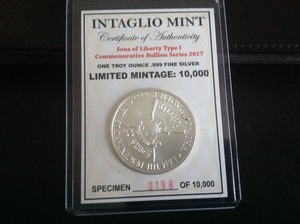 INTAGLIO MINT
Certificate of Authenticity
Sons of Liberty Type I
Commemorative Bullion Series 2017
ONE TROY OUNCE .999 FINE SILVER
LIMITED MINTAGE: 10,000
SPECIMEN 0198 OF 10,000